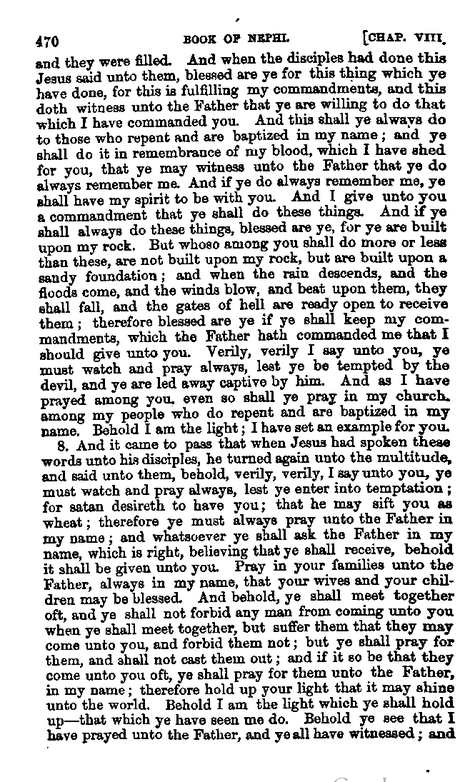 470 BOOK OF NEPHI. [CHAP. VIII.
and they were filled. And when the disciples had done this
Jesus said unto them, blessed are ye for this thing which ye
have done, for this is fulfilling my commandments, and this
doth witness unto the Father that ye are willing to do that
which I have commanded you. And this shall ye always do
to those who repent and are baptized in my name; and ye
shall do it in remembrance of my blood, which I have shed
for you, that ye may witness unto the Father that ye do
always remember me. And if ye do always remember me, ye
shall have my spirit to be with you. And I give unto you
a commandment that ye shall do these things. And if ye
shall always do these things, blessed are ye, for ye are built
upon my rock. But whoso among you shall do more or less
than these, are not built upon my rock, but are built upon a
sandy foundation; and when the rain descends, and the
floods come, and the winds blow, and beat upon them, they
shall fall, and the gates of hell are ready open to receive
them; therefore blessed are ye if ye shall keep my com-
mandments, which the Father hath commanded me that I
should give unto you. Verily, verily I say unto you, ye
must watch and pray always, lest ye be tempted by the
devil, and ye are led away captive by him. And as I have
prayed among you, even so shall ye pray in my church,
among my people who do repent and are baptized in my
name. Behold I am the light; I have set an example for you.
8. And it came to pass that when Jesus had spoken these
words unto his disciples, he turned again unto the multitude,
and said unto them, behold, verily, verily, I say unto you, ye
must watch and pray always, lest ye enter into temptation;
for satan desireth to have you; that he may sift you as
wheat; therefore ye must always pray unto the Father in
my name; and whatsoever ye shall ask the Father in my
name, which is right, believing that ye shall receive, behold
it shall be given unto you. Pray in your families unto the
Father, always in my name, that your wives and your chil-
dren may be blessed. And behold, ye shall meet together
oft, and ye shall not forbid any man from coming unto you
when ye shall meet together, but suffer them that they may
come unto you, and forbid them not; but ye shall pray for
them, and shall not cast them out; and if it so be that they
come unto you oft, ye shall pray for them unto the Father,
in my name; therefore hold up your light that it may shine
unto the world. Behold I am the light which ye shall hold
up—that which ye have seen me do. Behold ye see that I
have prayed unto the Father, and ye all have witnessed; and